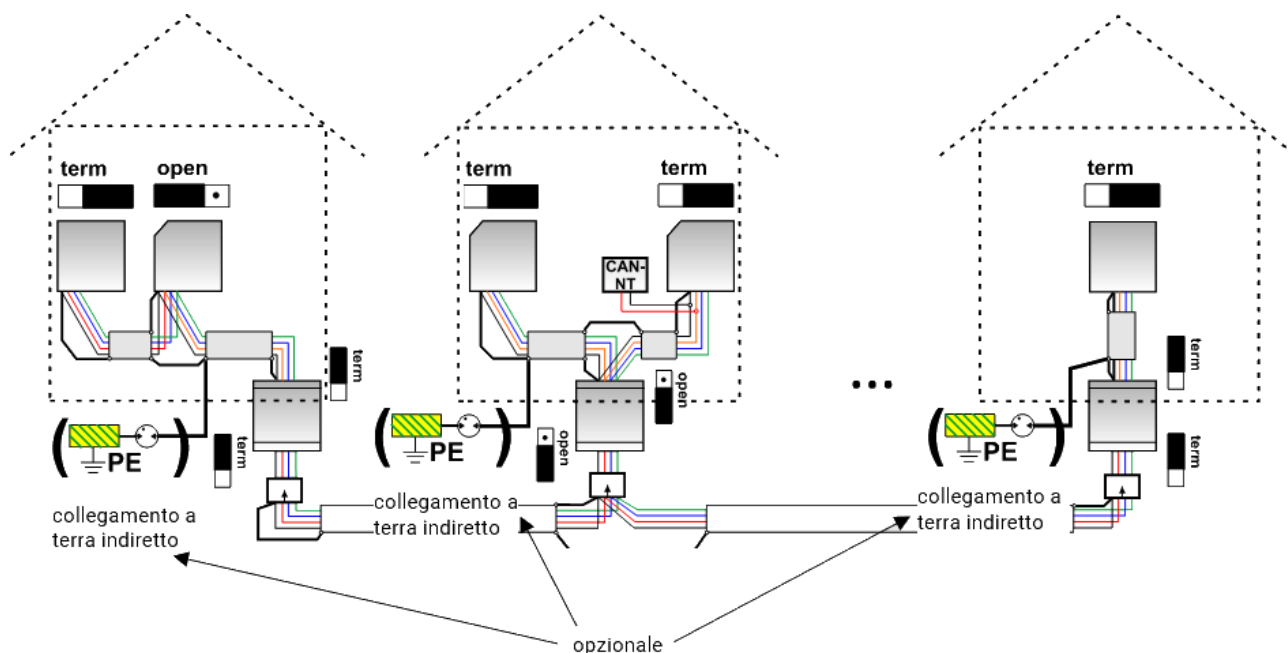 term
open
term
term
term
CAN-
NT
term
open
term
...
PE
term
PE
open
PE
term
collegamento a
terra indiretto
collegamento a
terra indiretto
collegamento a
terra indiretto
opzionale